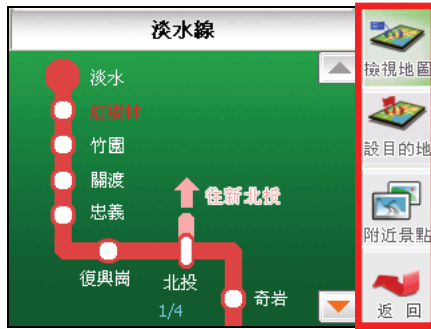 淡水線
淡水
紅樹林
竹圍
關渡
忠義
往新北投
復興崗
北投
奇岩
1/4
檢視地圖
設目的地
附近景點
返 回